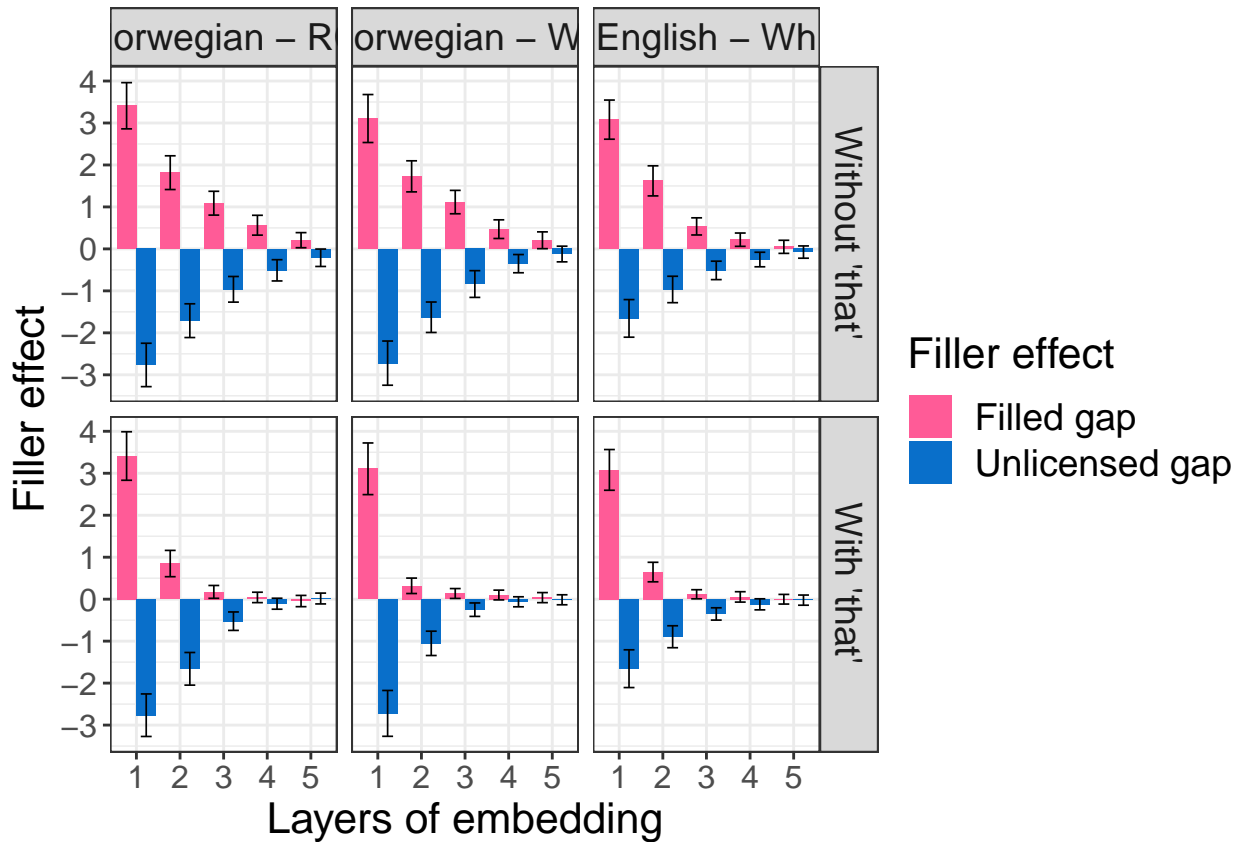 orwegian – R
orwegian – W
English – Wh
4
3
2
1
0
−1
−2
−3
Without 'that'
4
3
2
1
0
−1
−2
−3
With 'that'
1 2 3 4 5
1 2 3 4 5
1 2 3 4 5
Layers of embedding
Filler effect
Filler effect
Filled gap
Unlicensed gap